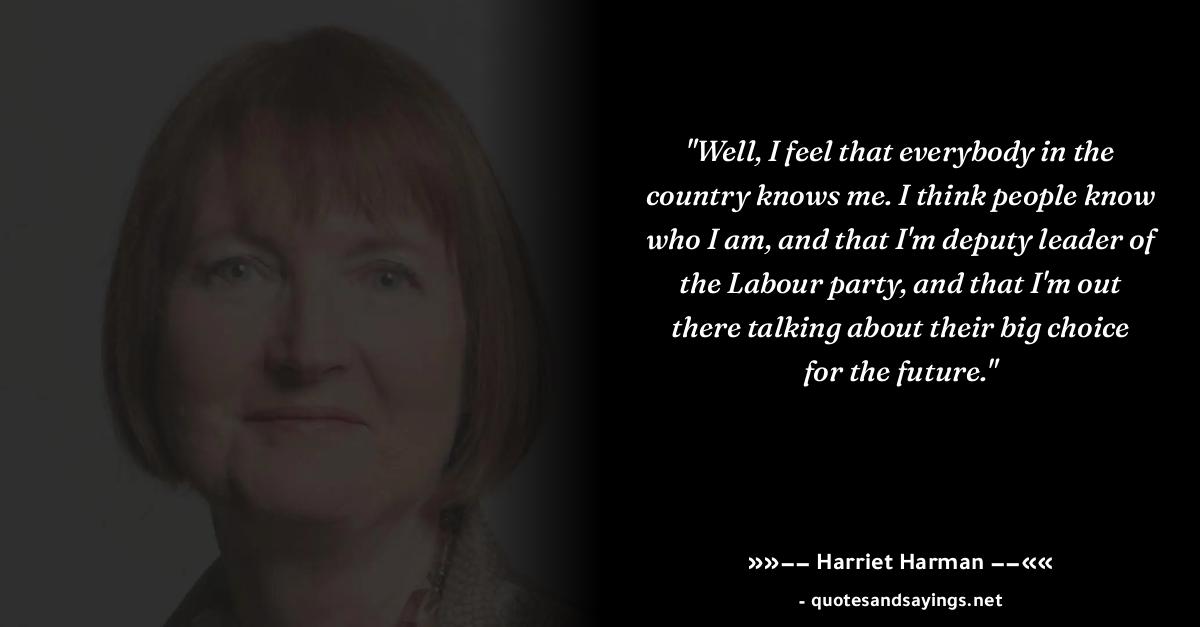 "Well, I feel that everybody in the
country knows me. I think people know
who I am, and that I'm deputy leader of
the Labour party, and that I'm out
there talking about their big choice
for the future."
»»–– Harriet Harman ––««
- quotesandsayings.net